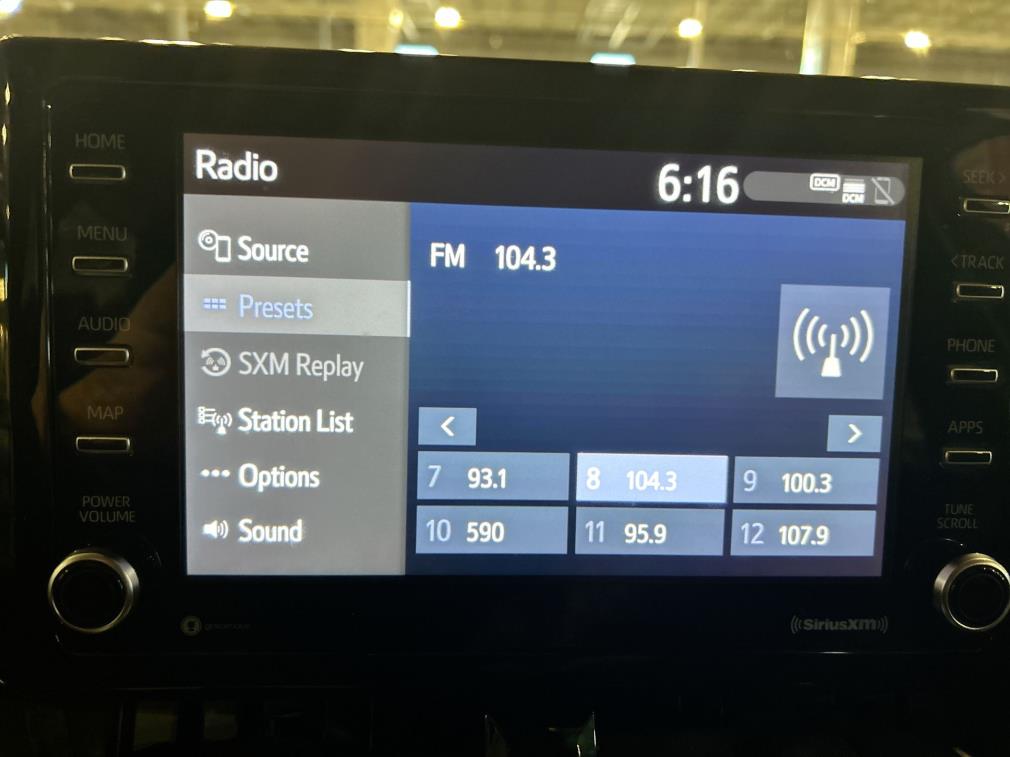 HOME
MENU
AUDIO
MAP
POWER
VOLUME
Radio
6:16
DCM
DCM
Source
Presets
SXM Replay
Station List
Options
Sound
FM 104.3
<
>
7 93.1
8 104.3
9 100.3
10 590
11 95.9
12 107.9
SEEK >
< TRACK
PHONE
APPS
TUNE
SCROLL
gracenote
((SiriusXM))